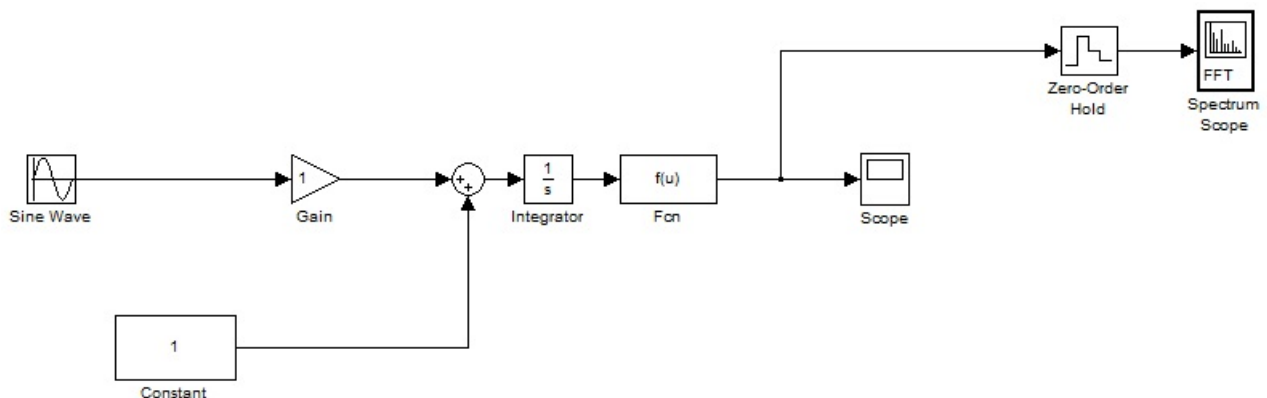 FFT
Zero-Order
Hold
Spectrum
Scope
Sine Wave
1
Gain
1
s
Integrator
f(u)
Fcn
Scope
1
Constant